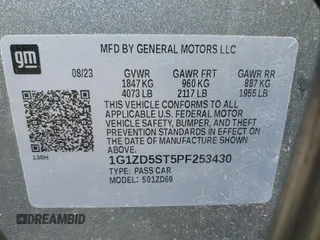 gm
MFD BY GENERAL MOTORS LLC
08/23 GVWR GAWR FRT GAWR RR
1847 KG 960 KG 887 KG
4073 LB 2117 LB 1955 LB
THIS VEHICLE CONFORMS TO ALL
APPLICABLE U.S. FEDERAL MOTOR
VEHICLE SAFETY, BUMPER, AND
THEFT PREVENTION STANDARDS IN
EFFECT ON THE DATE OF
MANUFACTURE SHOWN ABOVE.
1G1ZD5ST5PF253430
TYPE: PASS CAR
MODEL: 501ZD69
130H
DREAMBID